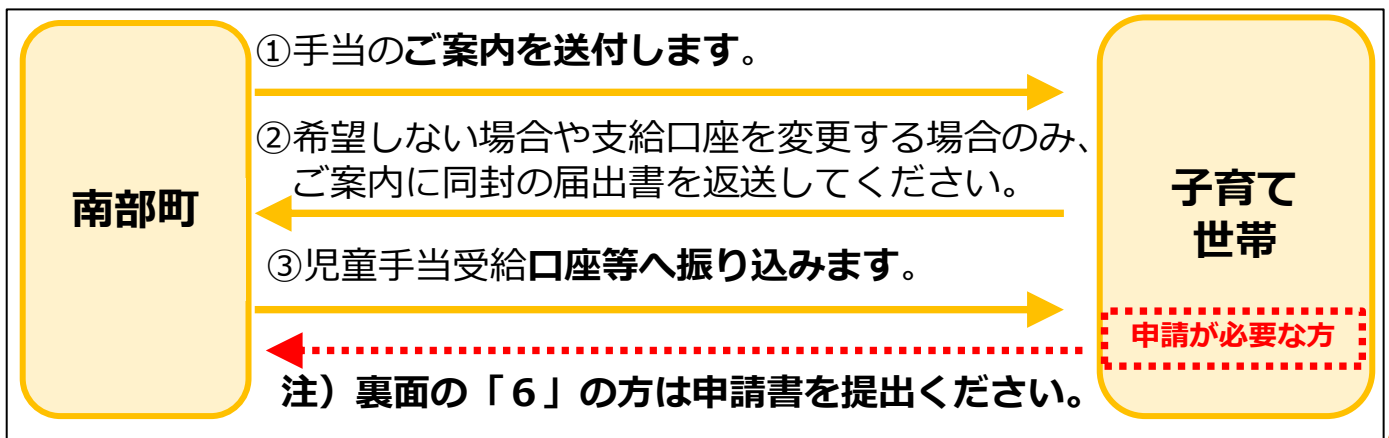 南部町
①手当のご案内を送付します。
②希望しない場合や支給口座を変更する場合のみ、
ご案内に同封の届出書を返送してください。
③児童手当受給口座等へ振り込みます。
注）裏面の「６」の方は申請書を提出ください。
子育て
世帯
申請が必要な方